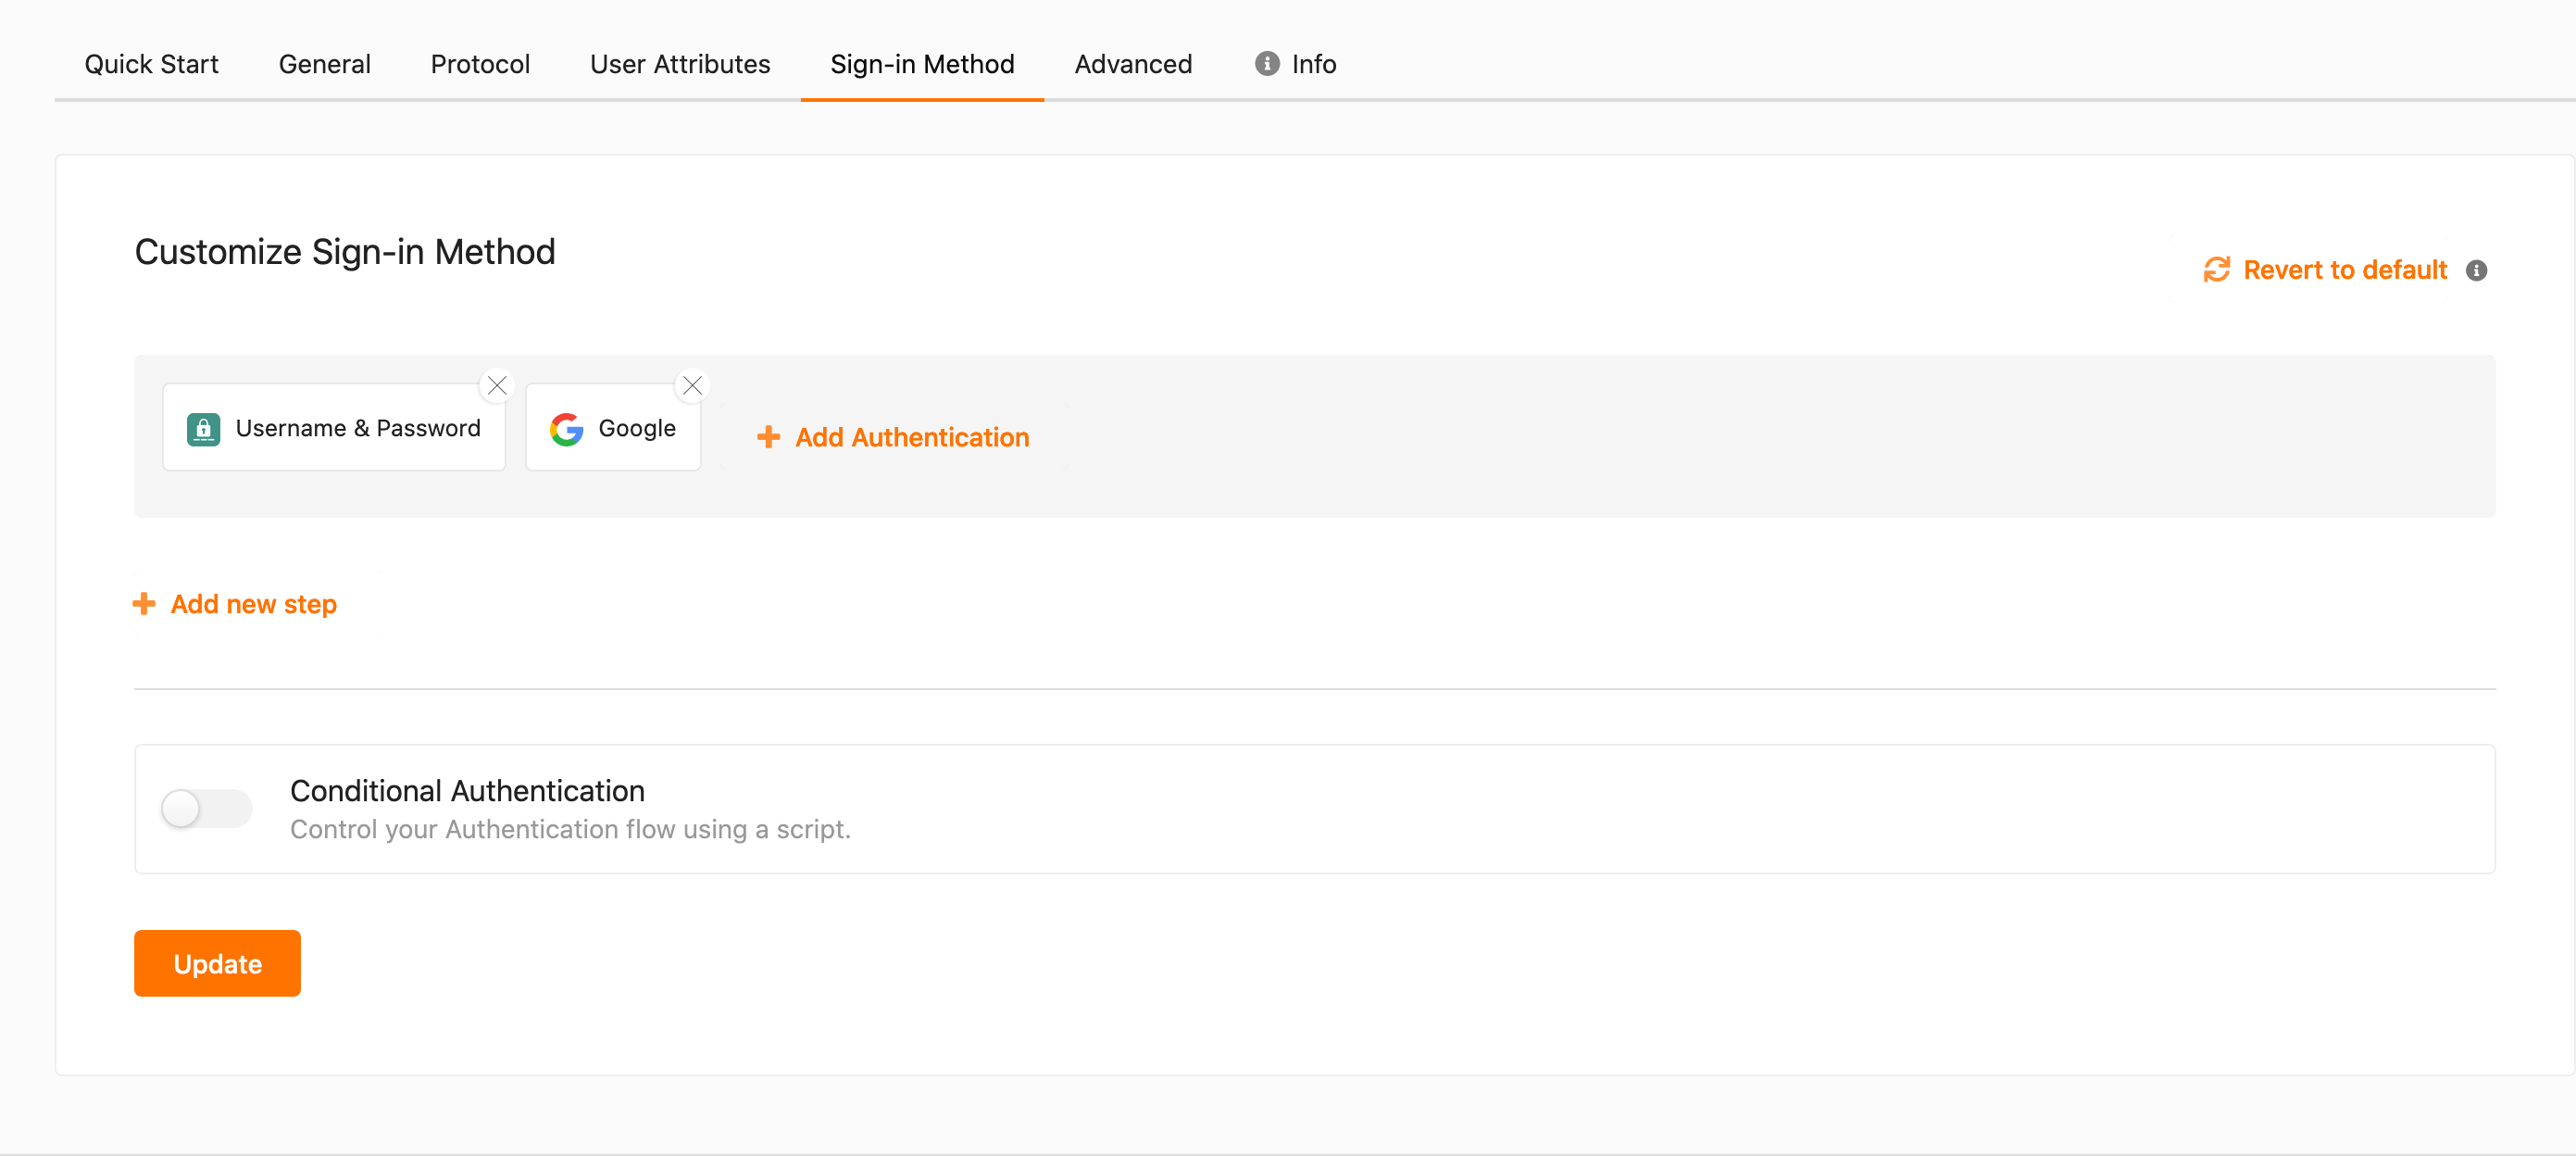 Quick Start General Protocol User Attributes Sign-in Method Advanced Info
Customize Sign-in Method
Revert to default
Username & Password Google Add Authentication
Add new step
Conditional Authentication
Control your Authentication flow using a script.
Update